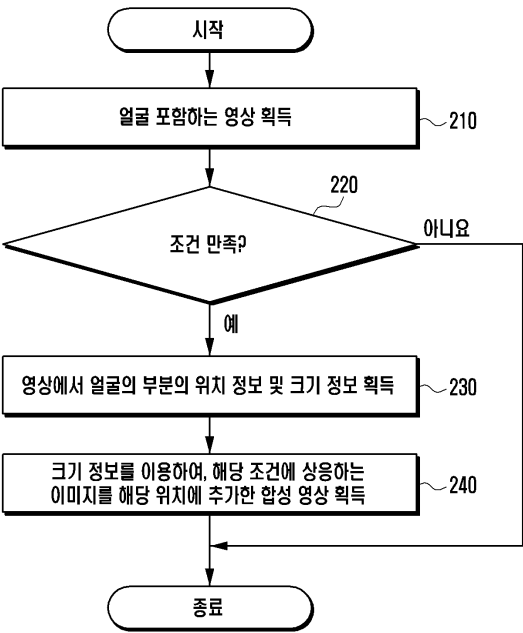 시작
얼굴 포함하는 영상 획득
210
220
조건 만족?
아니요
예
영상에서 얼굴의 부분의 위치 정보 및 크기 정보 획득
230
크기 정보를 이용하여, 해당 조건에 상응하는
이미지를 해당 위치에 추가한 합성 영상 획득
240
종료